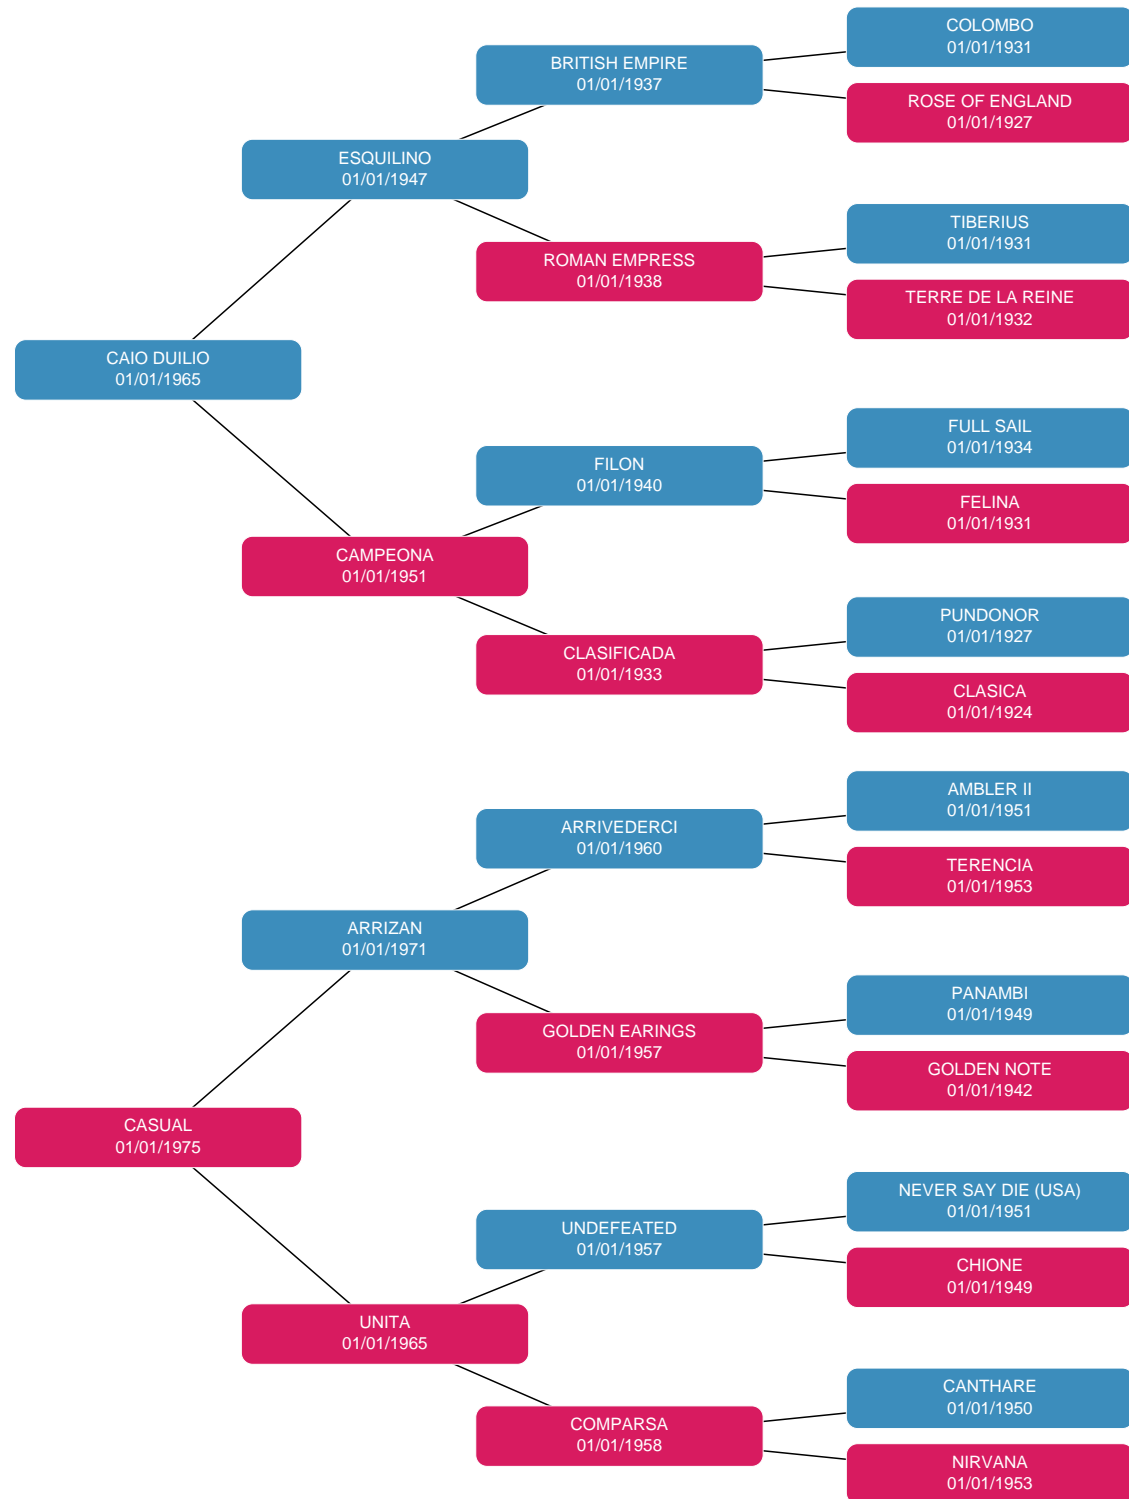 COLOMBO
01/01/1931
BRITISH EMPIRE
01/01/1937
ROSE OF ENGLAND
01/01/1927
ESQUILINO
01/01/1947
TIBERIUS
01/01/1931
ROMAN EMPRESS
01/01/1938
TERRE DE LA REINE
01/01/1932
CAIO DUILIO
01/01/1965
FULL SAIL
01/01/1934
FILON
01/01/1940
FELINA
01/01/1931
CAMPEONA
01/01/1951
PUNDONOR
01/01/1927
CLASIFICADA
01/01/1933
CLASICA
01/01/1924
AMBLER II
01/01/1951
ARRIVEDERCI
01/01/1960
TERENCIA
01/01/1953
ARRIZAN
01/01/1971
PANAMBI
01/01/1949
GOLDEN EARINGS
01/01/1957
GOLDEN NOTE
01/01/1942
CASUAL
01/01/1975
NEVER SAY DIE (USA)
01/01/1951
UNDEFEATED
01/01/1957
CHIONE
01/01/1949
UNITA
01/01/1965
CANTHARE
01/01/1950
COMPARSA
01/01/1958
NIRVANA
01/01/1953